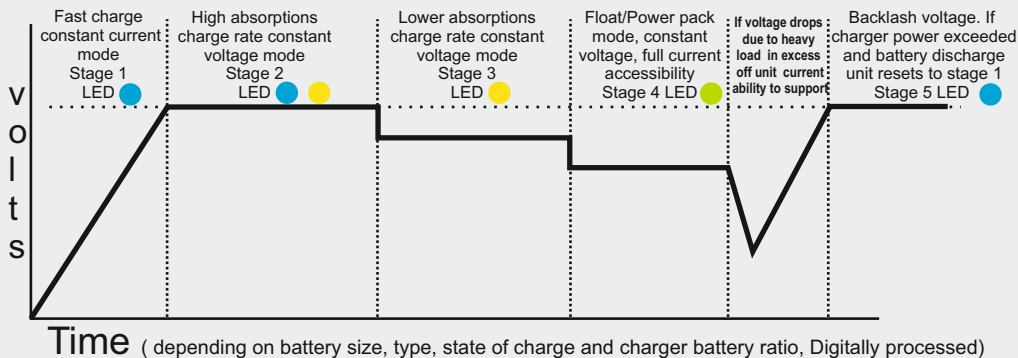 Fast charge
constant current
mode
Stage 1
LED
High absorptions
charge rate constant
voltage mode
Stage 2
LED
Lower absorptions
charge rate constant
voltage mode
Stage 3
LED
Float/Power pack
mode, constant
voltage, full current
accessibility
Stage 4 LED
If voltage drops
due to heavy
load in excess
off unit current
ability to support
Backlash voltage. If
charger power exceeded
and battery discharge
unit resets to stage 1
Stage 5 LED
volts
Time ( depending on battery size, type, state of charge and charger battery ratio, Digitally processed)